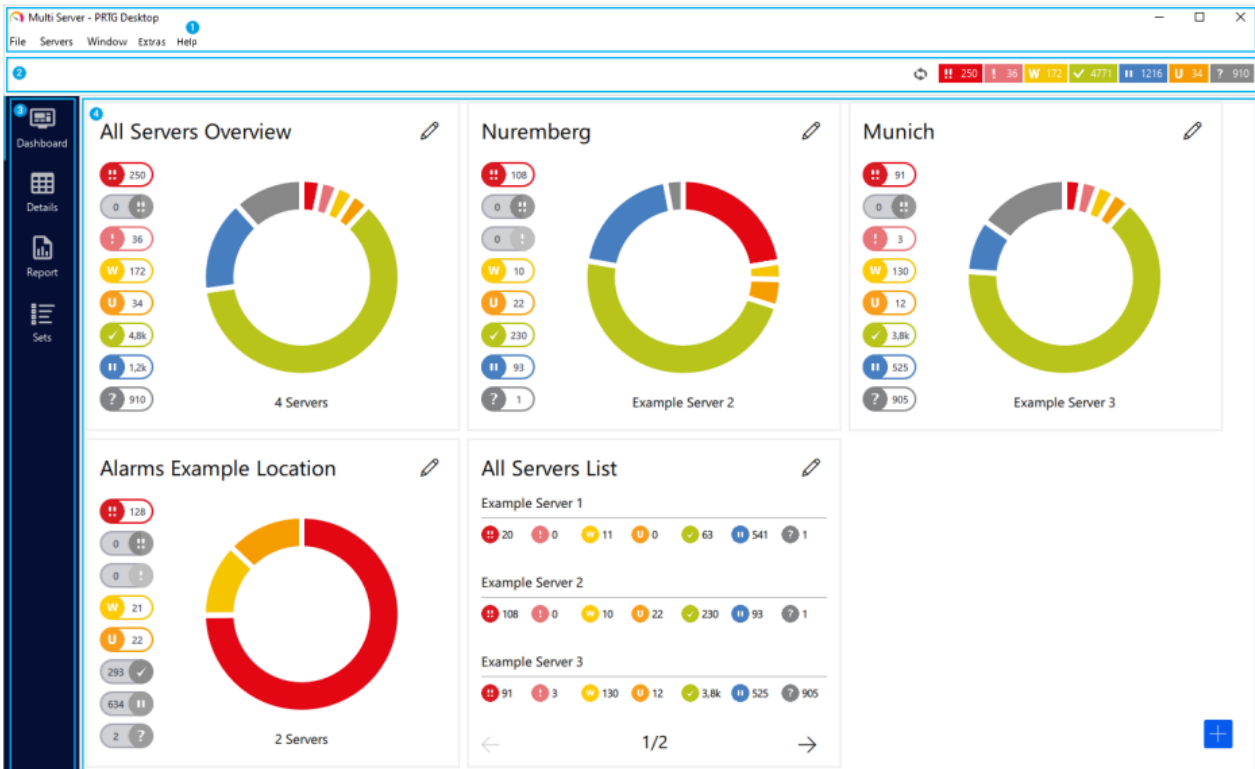 Multi Server - PRTG Desktop
1
File Servers Window Extras Help
2
!! 250 ! 36 W 172 4771 1216 U 34 ? 910
3
Dashboard
Details
Report
Sets
4
All Servers Overview
!! 250
0 !!
! 36
W 172
U 34
4,8k
1,2k
? 910
4 Servers
Nuremberg
!! 108
0 !!
0 !
W 10
U 22
230
93
? 1
Example Server 2
Munich
!! 91
0 !!
! 3
W 130
U 12
3,8k
525
? 905
Example Server 3
Alarms Example Location
!! 128
0 !!
0 !
W 21
U 22
293
634
2 ?
2 Servers
All Servers List
Example Server 1
!! 20 ! 0 W 11 U 0 63 541 ? 1
Example Server 2
!! 108 ! 0 W 10 U 22 230 93 ? 1
Example Server 3
!! 91 ! 3 W 130 U 12 3,8k 525 ? 905
1/2